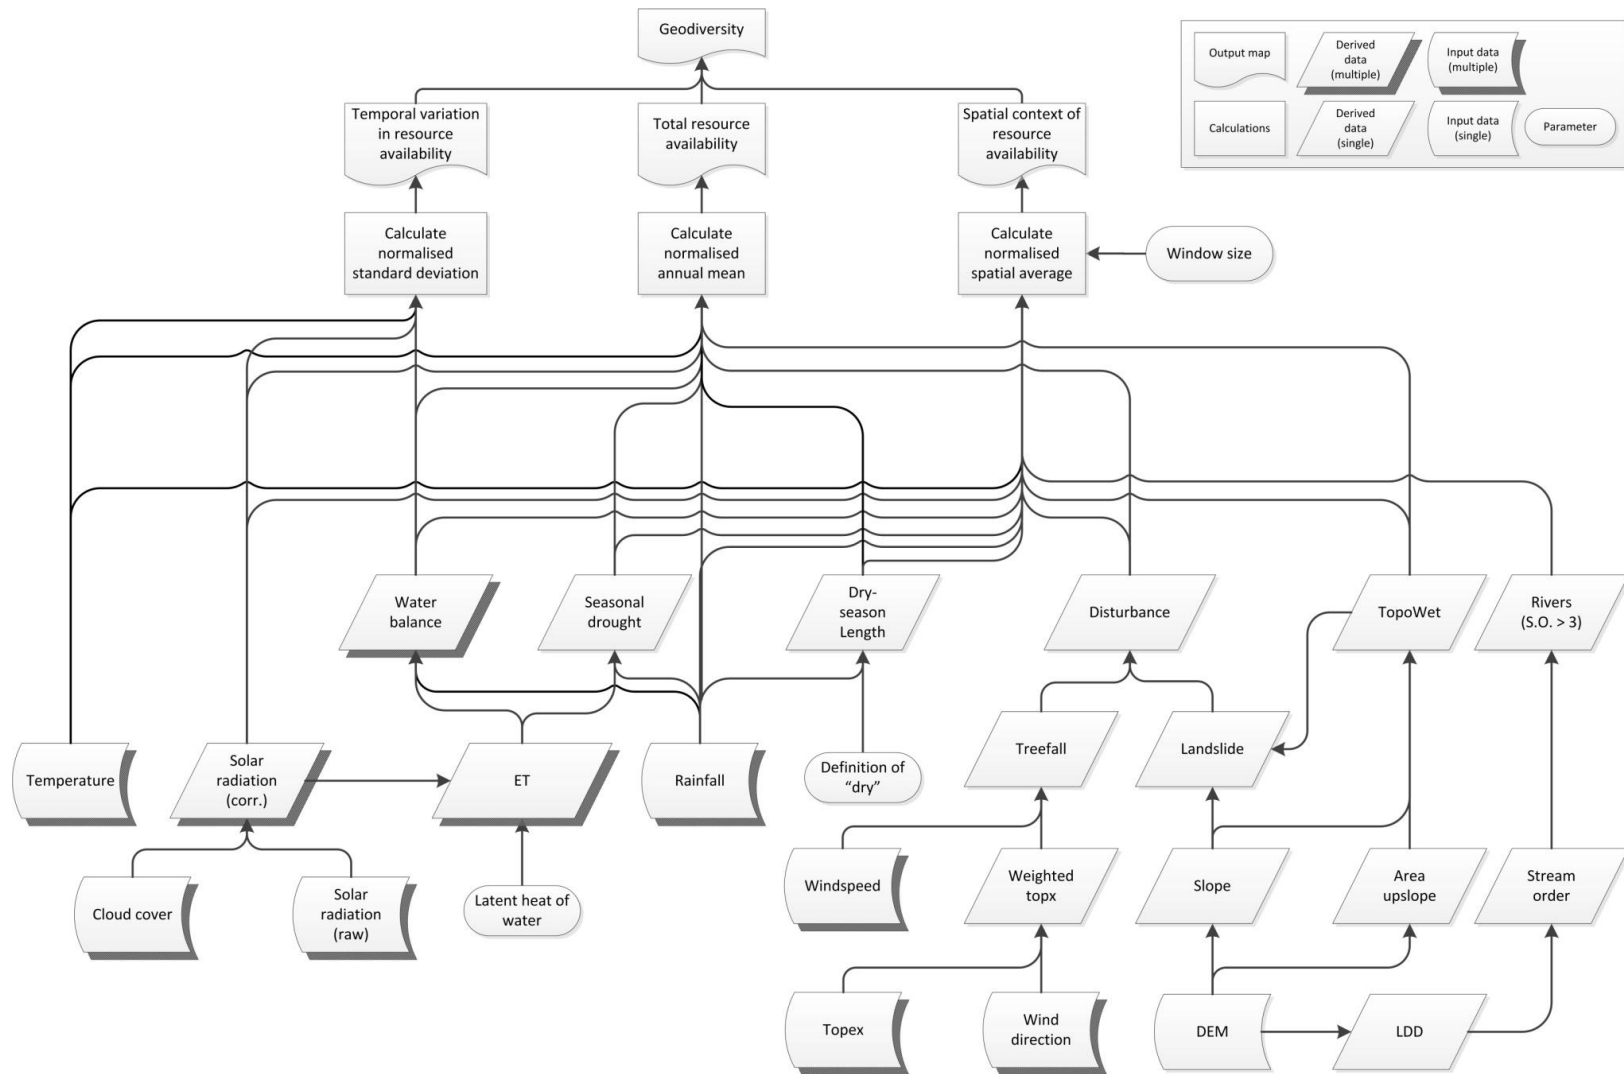 Geodiversity
Output map
Derived
data
(multiple)
Input data
(multiple)
Calculations
Derived
data
(single)
Input data
(single)
Parameter
Temporal variation
in resource
availability
Total resource
availability
Spatial context of
resource
availability
Calculate
normalised
standard deviation
Calculate
normalised
annual mean
Calculate
normalised
spatial average
Window size
Water
balance
Seasonal
drought
Dry-
season
Length
Disturbance
TopoWet
Rivers
(S.O. > 3)
Temperature
Solar
radiation
(corr.)
ET
Rainfall
Definition of
“dry”
Treefall
Landslide
Cloud cover
Solar
radiation
(raw)
Latent heat of
water
Windspeed
Weighted
topx
Slope
Area
upslope
Stream
order
Topex
Wind
direction
DEM
LDD